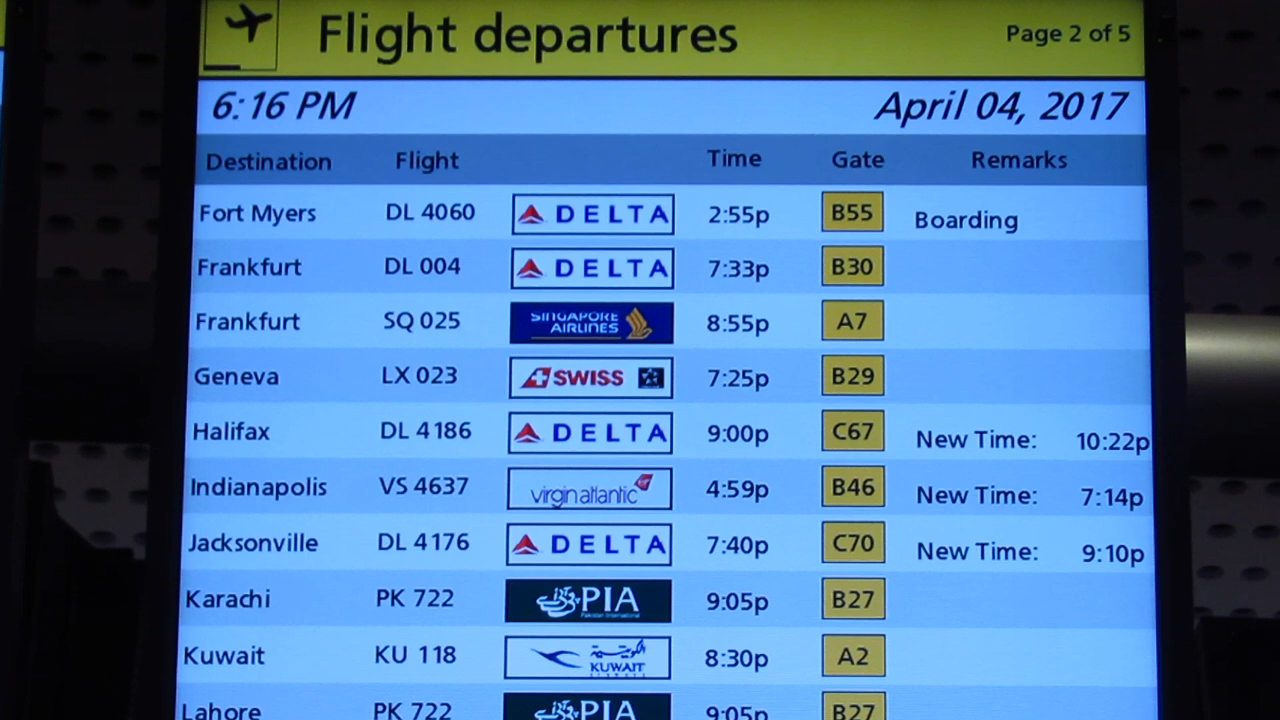 Flight departures Page 2 of 5
6:16 PM April 04, 2017
Destination Flight Time Gate Remarks
Fort Myers DL 4060 DELTA 2:55p B55 Boarding
Frankfurt DL 004 DELTA 7:33p B30
Frankfurt SQ 025 SINGAPORE AIRLINES 8:55p A7
Geneva LX 023 SWISS 7:25p B29
Halifax DL 4186 DELTA 9:00p C67 New Time: 10:22p
Indianapolis VS 4637 virgin atlantic 4:59p B46 New Time: 7:14p
Jacksonville DL 4176 DELTA 7:40p C70 New Time: 9:10p
Karachi PK 722 PIA Pakistan International 9:05p B27
Kuwait KU 118 الكويتية KUWAIT AIRWAYS 8:30p A2
Lahore PK 722 PIA 9:05p B27